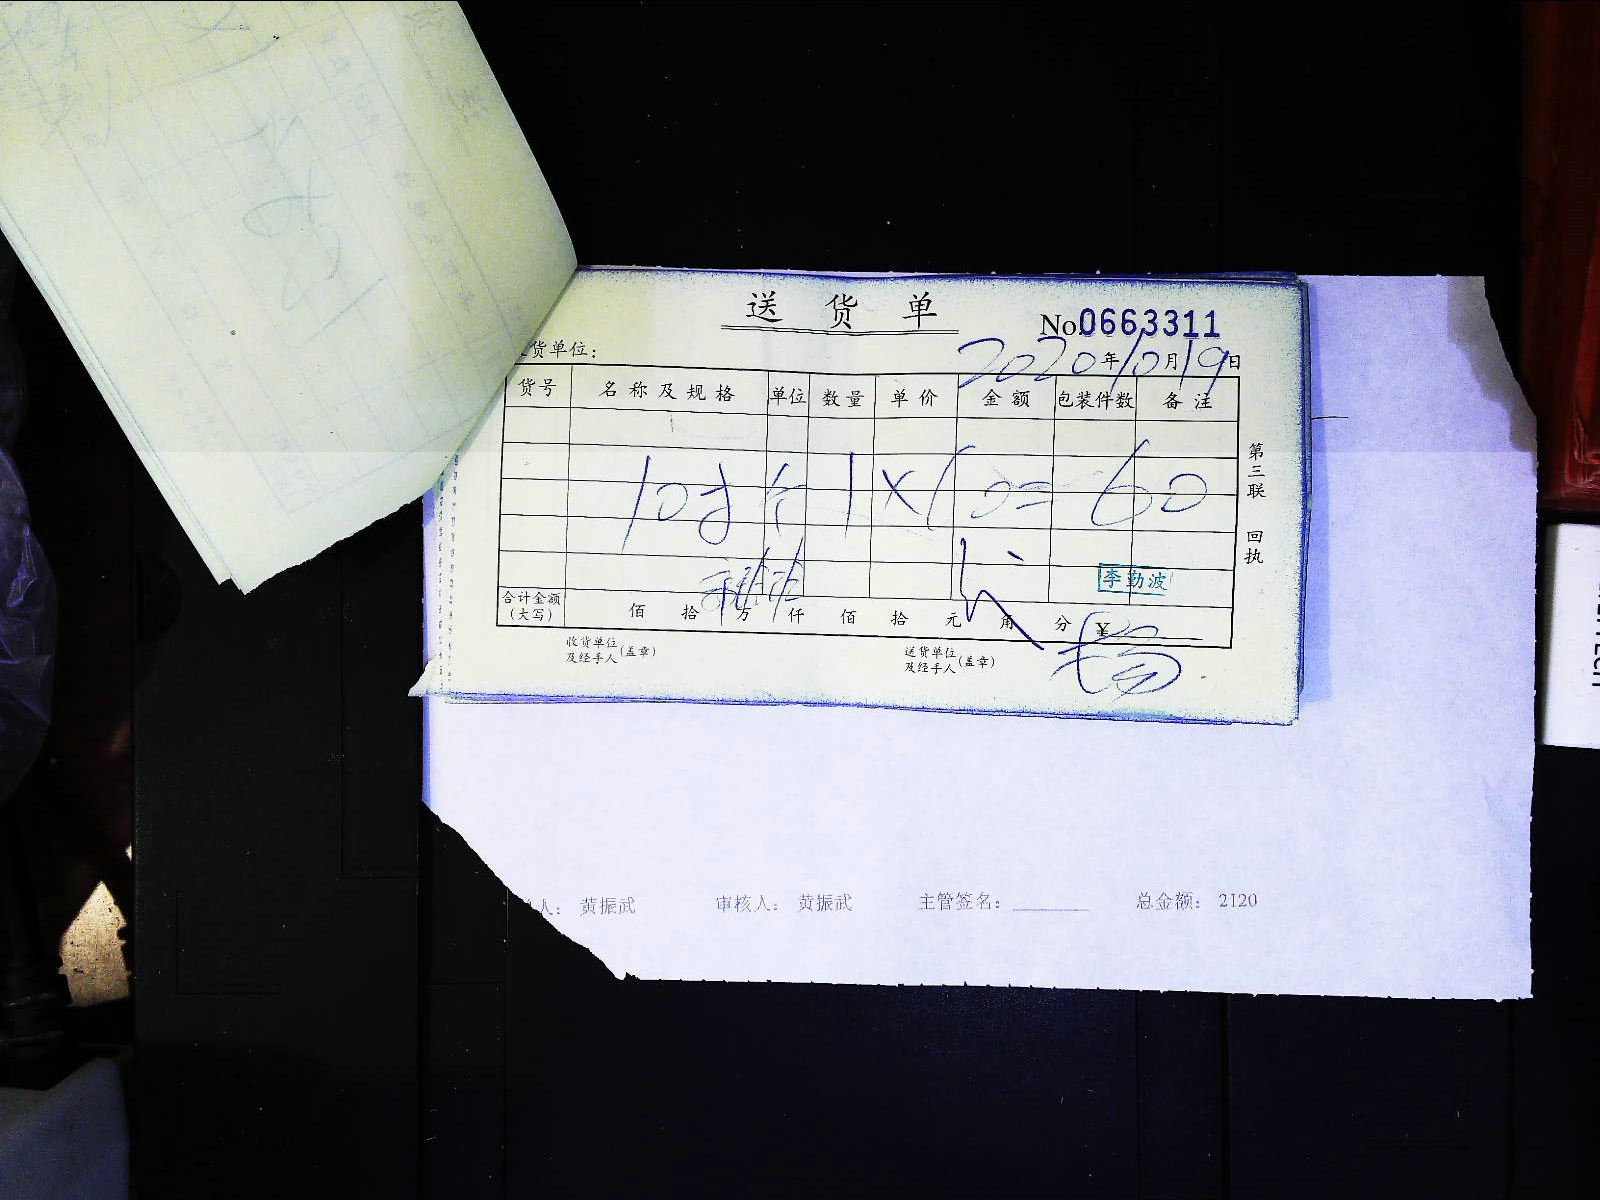 送货单
No.0663311
货单位：
2020年10月19日
货号 名称及规格 单位 数量 单价 金额 包装件数 备注
10寸 1×60=60
李勤波
合计金额(大写) 佰 拾 万 仟 佰 拾 元 角 分 ¥
收货单位及经手人(盖章) 送货单位及经手人(盖章)
第三联 回执
人： 黄振武 审核人： 黄振武 主管签名：________ 总金额： 2120